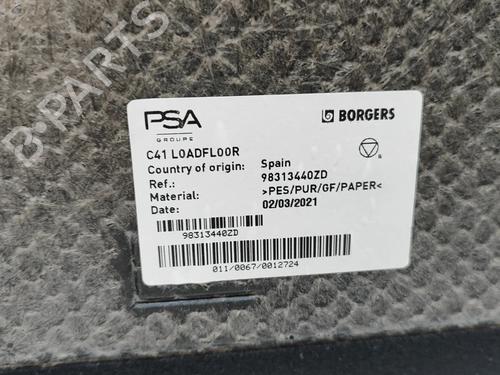 B-PARTS
PSA
GROUPE
BORGERS
C41 L0ADFL00R
Country of origin: Spain
Ref.: 98313440ZD
Material: >PES/PUR/GF/PAPER<
Date: 02/03/2021
98313440ZD
011/0067/0012724